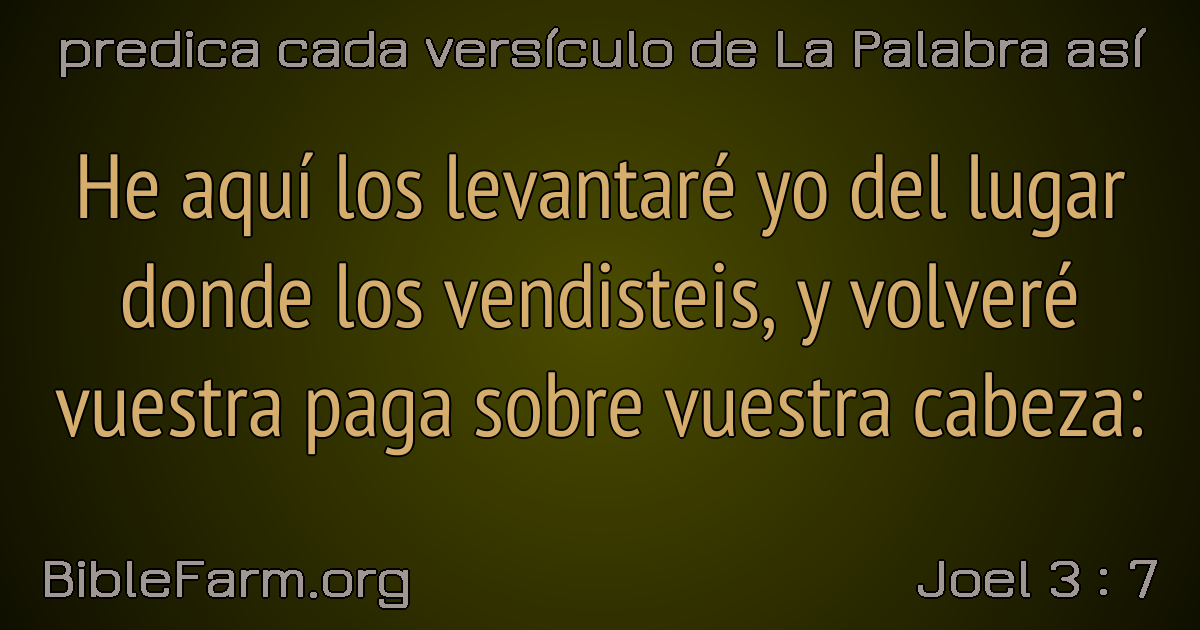 predica cada versículo de La Palabra así
He aquí los levantaré yo del lugar
donde los vendisteis, y volveré
vuestra paga sobre vuestra cabeza:
BibleFarm.org
Joel 3 : 7